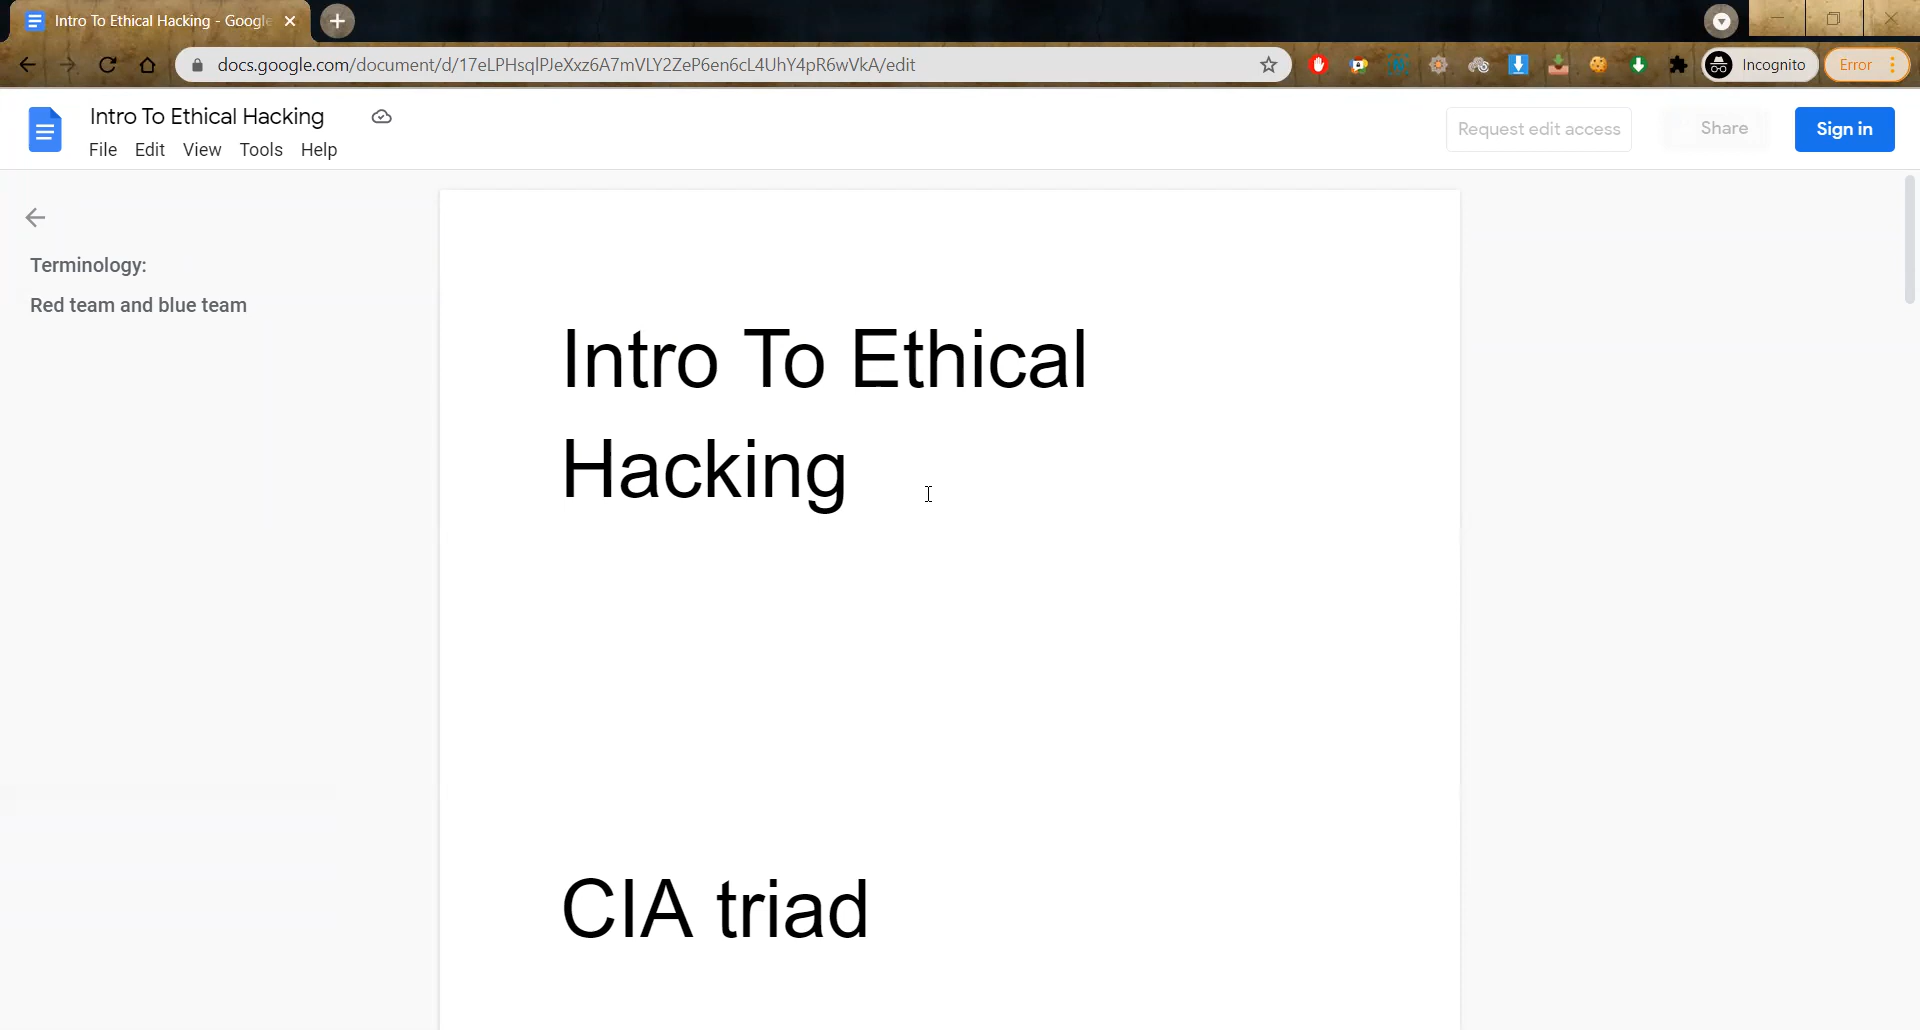 Intro To Ethical Hacking - Google
docs.google.com/document/d/17eLPHsqlPJeXxz6A7mVLY2ZeP6en6cL4UhY4pR6wVkA/edit
Incognito
Error
Intro To Ethical Hacking
File Edit View Tools Help
Request edit access
Share
Sign in
Terminology:
Red team and blue team
Intro To Ethical
Hacking
CIA triad